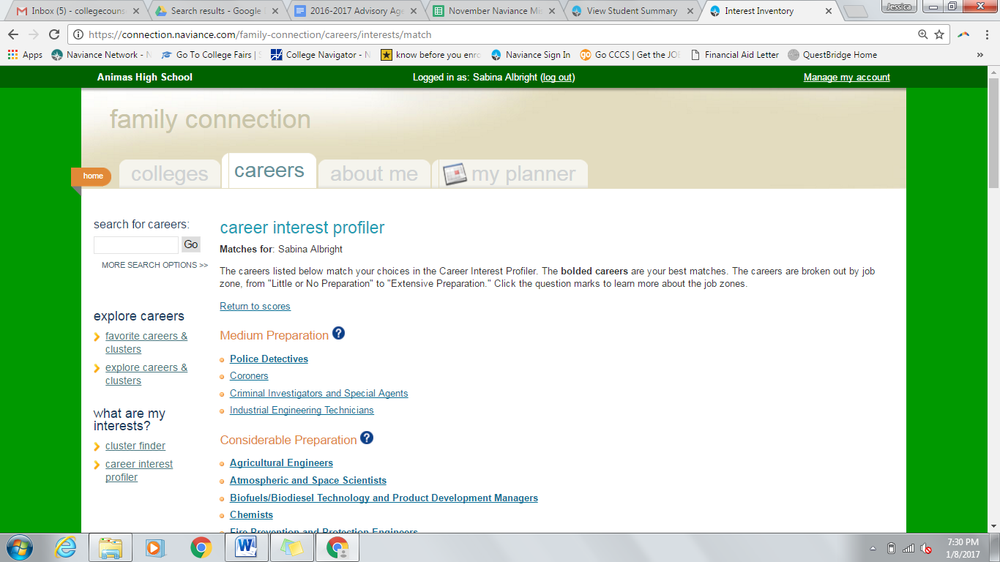 Inbox (5) - collegecouns
Search results - Google
2016-2017 Advisory Age
November Naviance Mi
View Student Summary
Interest Inventory
Jessica
https://connection.naviance.com/family-connection/careers/interests/match
Apps
Naviance Network - N
Go To College Fairs | S
College Navigator - N
know before you enro
Naviance Sign In
Go CCCS | Get the JOB
Financial Aid Letter
QuestBridge Home
»
Animas High School
Logged in as: Sabina Albright (log out)
Manage my account
family connection
home
colleges
careers
about me
my planner
search for careers:
Go
MORE SEARCH OPTIONS >>
explore careers
favorite careers &
clusters
explore careers &
clusters
what are my
interests?
cluster finder
career interest
profiler
career interest profiler
Matches for: Sabina Albright
The careers listed below match your choices in the Career Interest Profiler. The bolded careers are your best matches. The careers are broken out by job
zone, from "Little or No Preparation" to "Extensive Preparation." Click the question marks to learn more about the job zones.
Return to scores
Medium Preparation ?
Police Detectives
Coroners
Criminal Investigators and Special Agents
Industrial Engineering Technicians
Considerable Preparation ?
Agricultural Engineers
Atmospheric and Space Scientists
Biofuels/Biodiesel Technology and Product Development Managers
Chemists
Fire Prevention and Protection Engineers
7:30 PM
1/8/2017